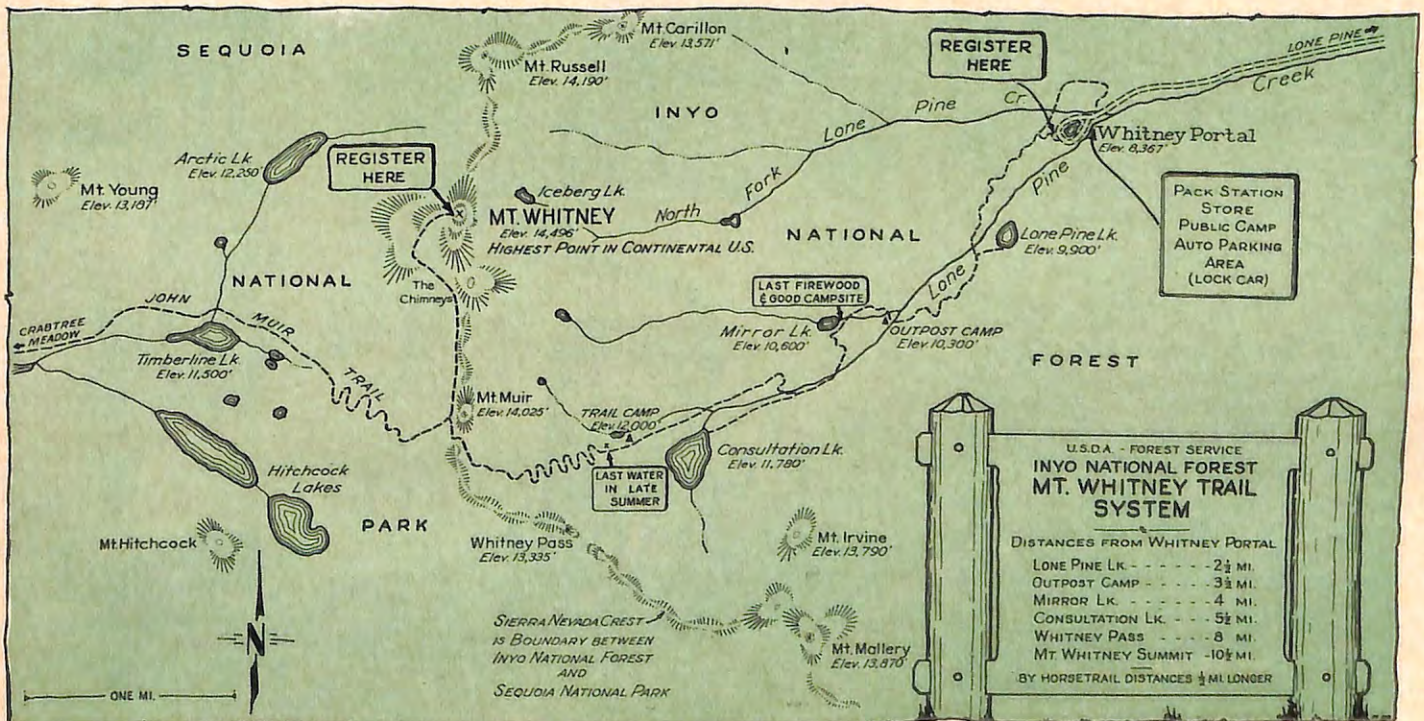 SEQUOIA
Mt. Carillon
Elev. 13,571'
Mt. Russell
Elev. 14,190'
INYO
REGISTER
HERE
LONE PINE
Creek
Lone Pine Cr
Whitney Portal
Elev. 8,367'
Arctic Lk.
Elev. 12,250'
REGISTER
HERE
Mt. Young
Elev. 13,187'
Iceberg Lk.
North Fork
MT. WHITNEY
Elev. 14,496'
HIGHEST POINT IN CONTINENTAL U.S.
NATIONAL
Lone Pine
Lone Pine Lk.
Elev. 9,900'
PACK STATION
STORE
PUBLIC CAMP
AUTO PARKING
AREA
(LOCK CAR)
NATIONAL
The
Chimneys
LAST FIREWOOD
& GOOD CAMPSITE
JOHN MUIR TRAIL
CRABTREE
MEADOW
Mirror Lk.
Elev. 10,600'
OUTPOST CAMP
Elev. 10,300'
Timberline Lk.
Elev. 11,500'
FOREST
Mt. Muir
Elev. 14,025'
TRAIL CAMP
Elev. 12,000'
Consultation Lk.
Elev. 11,780'
LAST WATER
IN LATE
SUMMER
Hitchcock
Lakes
PARK
Mt. Hitchcock
Whitney Pass
Elev. 13,335'
Mt. Irvine
Elev. 13,790'
SIERRA NEVADA CREST
IS BOUNDARY BETWEEN
INYO NATIONAL FOREST
AND
SEQUOIA NATIONAL PARK
Mt. Mallery
Elev. 13,870'
N
ONE MI.
U.S.D.A. - FOREST SERVICE
INYO NATIONAL FOREST
MT. WHITNEY TRAIL
SYSTEM
DISTANCES FROM WHITNEY PORTAL
LONE PINE LK. - - - - - 2½ MI.
OUTPOST CAMP - - - - 3½ MI.
MIRROR LK. - - - - - 4 MI.
CONSULTATION LK. - - - 5½ MI.
WHITNEY PASS - - - - 8 MI.
MT. WHITNEY SUMMIT - 10½ MI.
BY HORSETRAIL DISTANCES ½ MI. LONGER